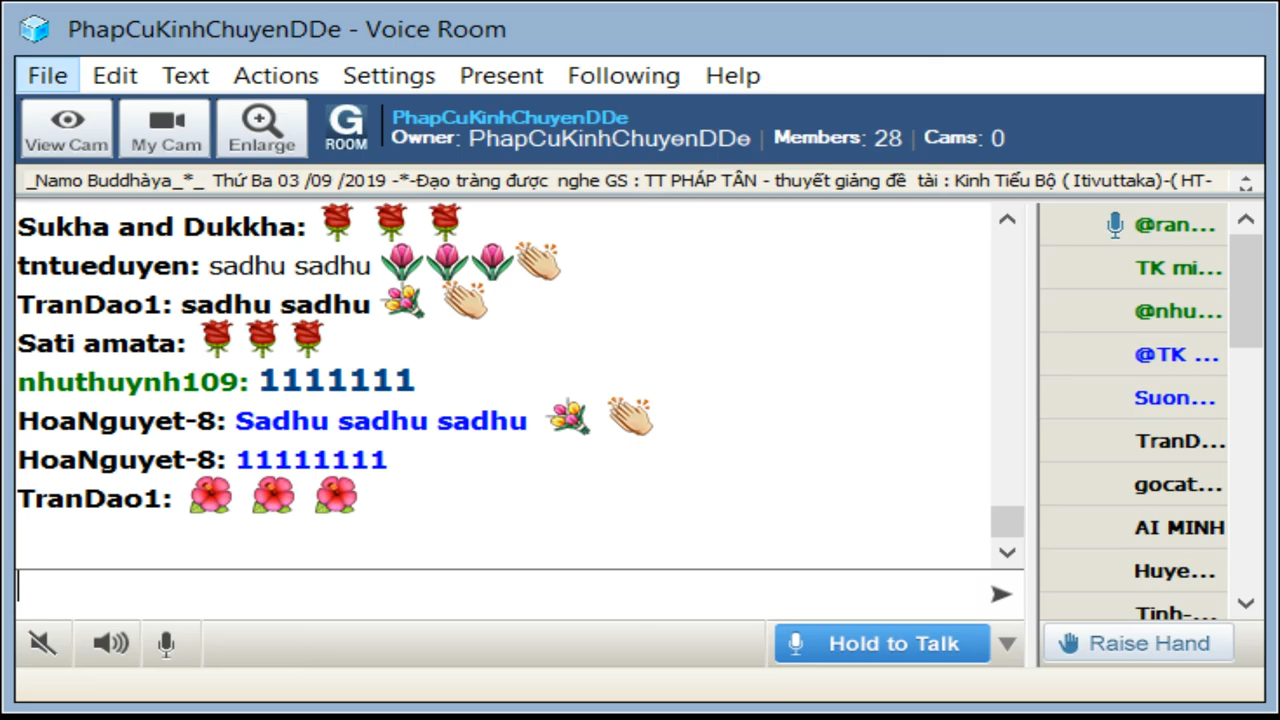 PhapCuKinhChuyenDDe - Voice Room
File Edit Text Actions Settings Present Following Help
View Cam My Cam Enlarge G ROOM
PhapCuKinhChuyenDDe
Owner: PhapCuKinhChuyenDDe | Members: 28 | Cams: 0
_Namo Buddhàya_*_ Thứ Ba 03 /09 /2019 -*-Đạo tràng được nghe GS : TT PHÁP TÂN - thuyết giảng đề tài : Kinh Tiểu Bộ ( Itivuttaka)-( HT-
Sukha and Dukkha:
tntueduyen: sadhu sadhu
TranDao1: sadhu sadhu
Sati amata:
nhuthuynh109: 1111111
HoaNguyet-8: Sadhu sadhu sadhu
HoaNguyet-8: 11111111
TranDao1:
@ran...
TK mi...
@nhu...
@TK ...
Suon...
TranD...
gocat...
AI MINH
Huye...
Tinh-...
Hold to Talk
Raise Hand